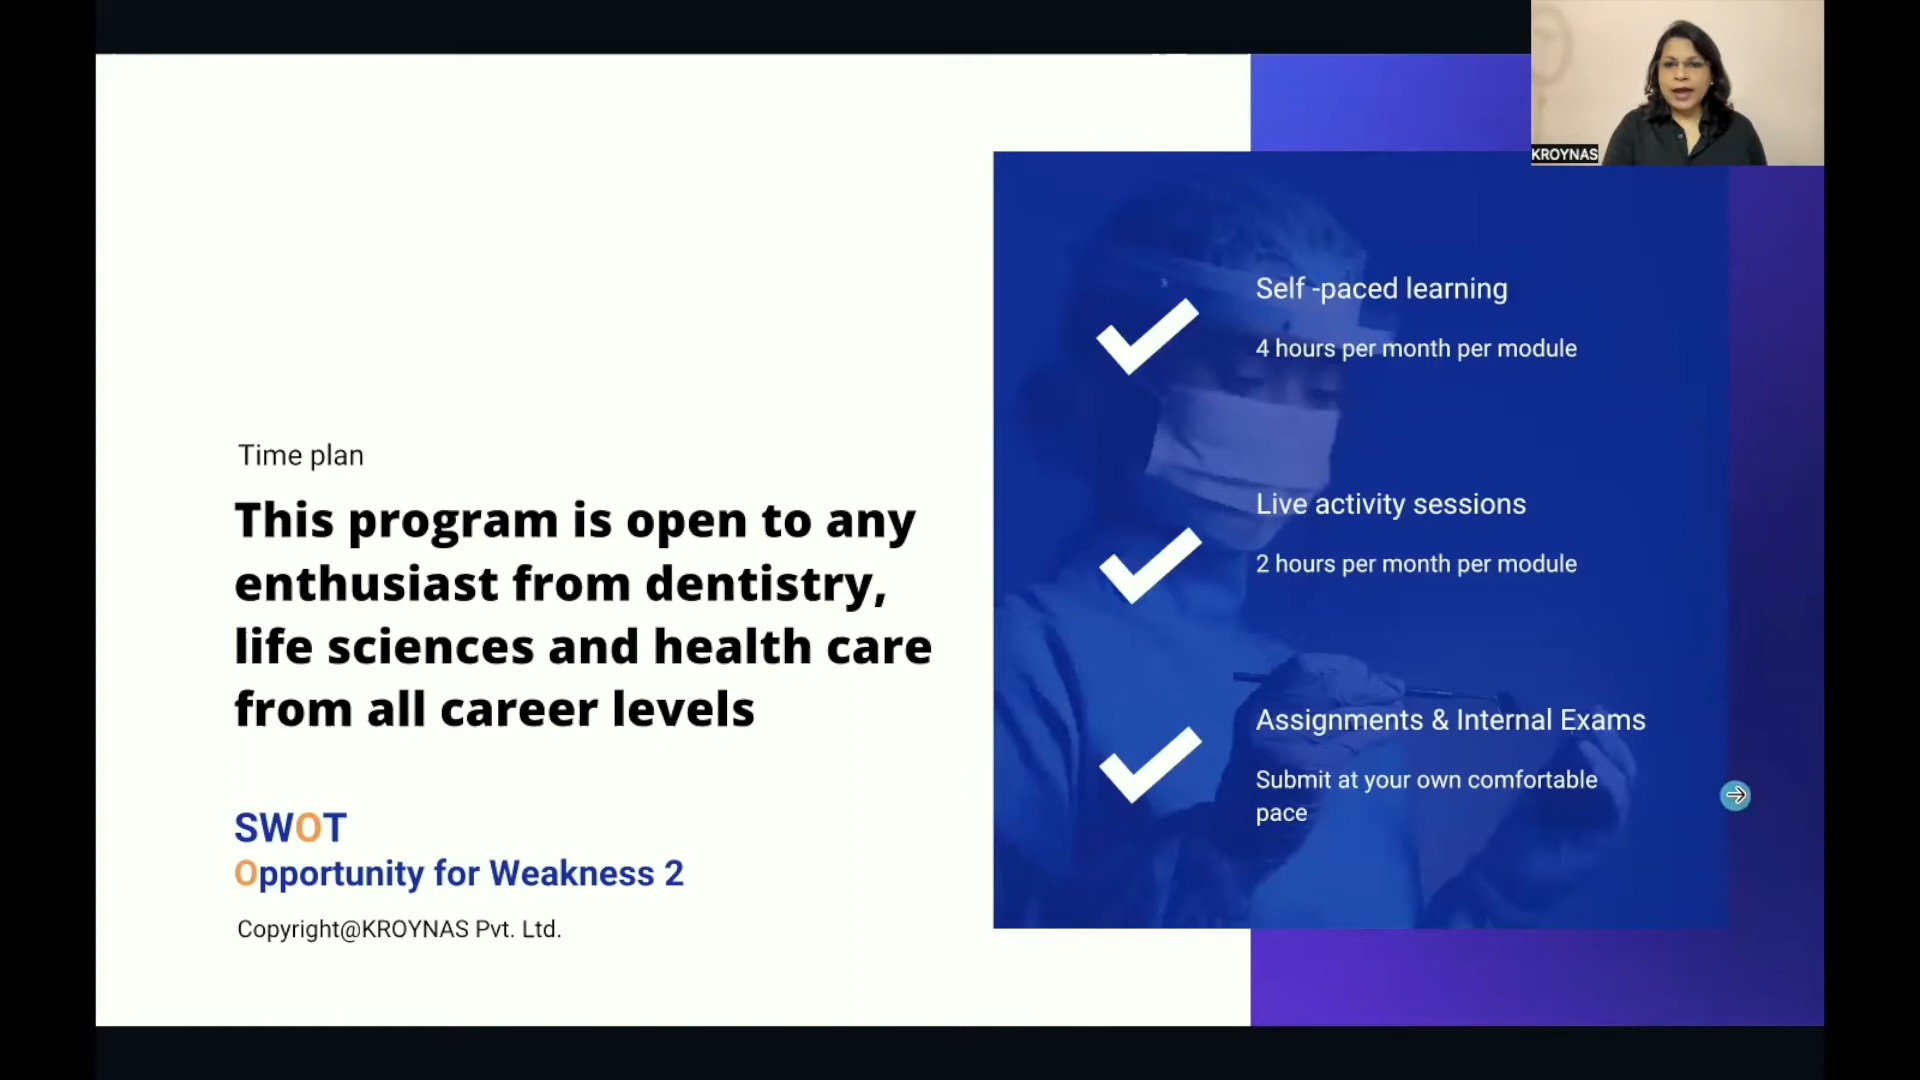 KROYNAS
Time plan
This program is open to any
enthusiast from dentistry,
life sciences and health care
from all career levels
SWOT
Opportunity for Weakness 2
Copyright@KROYNAS Pvt. Ltd.
Self -paced learning
4 hours per month per module
Live activity sessions
2 hours per month per module
Assignments & Internal Exams
Submit at your own comfortable
pace